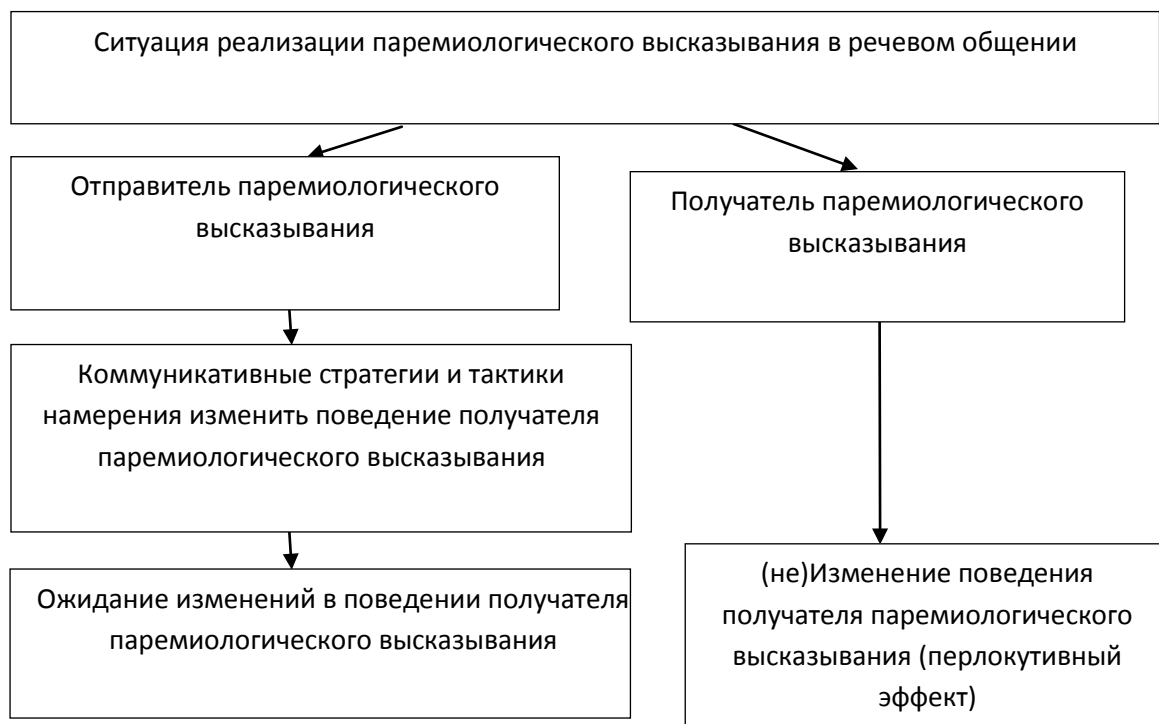 Ситуация реализации паремиологического высказывания в речевом общении
Отправитель паремиологического
высказывания
Получатель паремиологического
высказывания
Коммуникативные стратегии и тактики
намерения изменить поведение получателя
паремиологического высказывания
Ожидание изменений в поведении получателя
паремиологического высказывания
(не)Изменение поведения
получателя паремиологического
высказывания (перлокутивный
эффект)